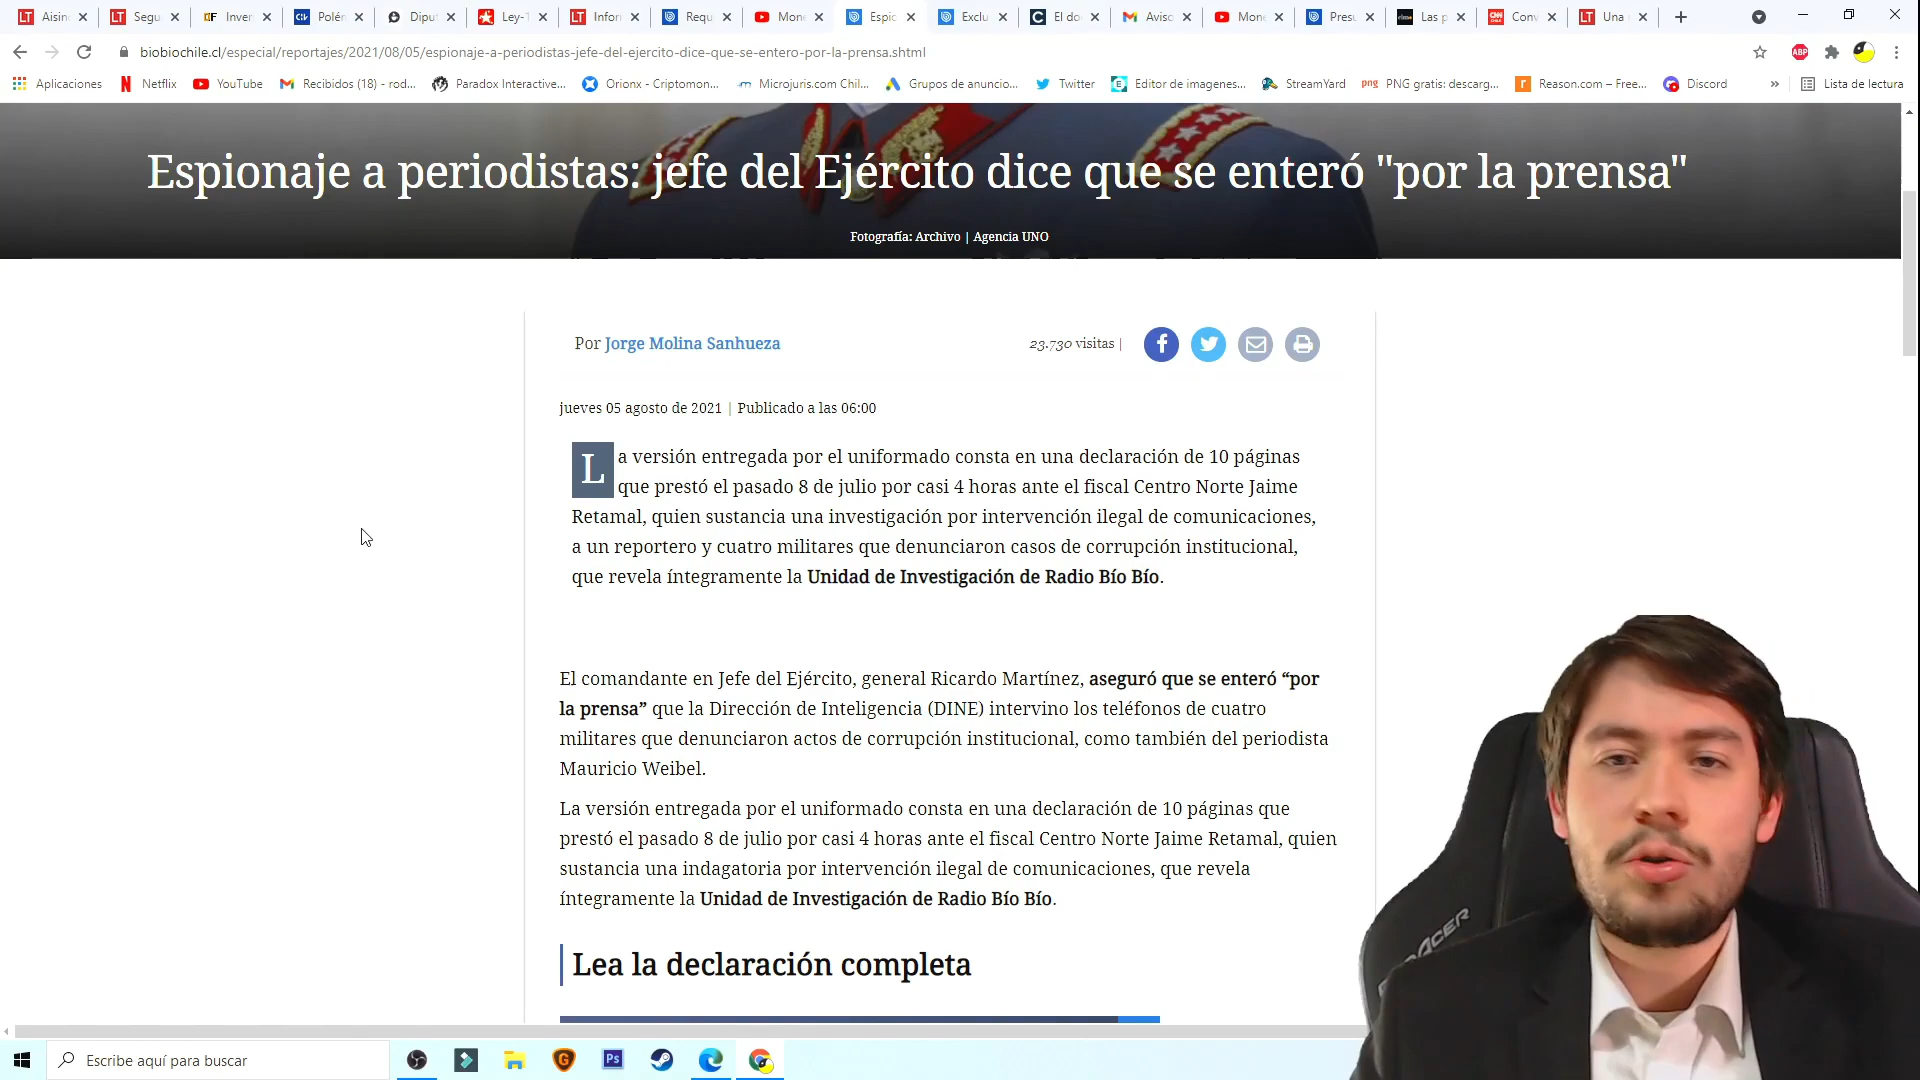 Aisin
Segu
Inver
Polén
Diput
Ley-1
Inforr
Requ
Mone
Espic
Exclu
El do
Aviso
Mone
Presu
Las p
Conv
Una
biobiochile.cl/especial/reportajes/2021/08/05/espionaje-a-periodistas-jefe-del-ejercito-dice-que-se-entero-por-la-prensa.shtml
ABP
Aplicaciones
Netflix
YouTube
Recibidos (18) - rod...
Paradox Interactive...
Orionx - Criptomon...
Microjuris.com Chil...
Grupos de anuncio...
Twitter
Editor de imagenes...
StreamYard
png
PNG gratis: descarg...
Reason.com – Free...
Discord
»
Lista de lectura
Espionaje a periodistas: jefe del Ejército dice que se enteró "por la prensa"
Fotografía: Archivo | Agencia UNO
Por Jorge Molina Sanhueza
23.730 visitas |
jueves 05 agosto de 2021 | Publicado a las 06:00
La versión entregada por el uniformado consta en una declaración de 10 páginas
que prestó el pasado 8 de julio por casi 4 horas ante el fiscal Centro Norte Jaime
Retamal, quien sustancia una investigación por intervención ilegal de comunicaciones,
a un reportero y cuatro militares que denunciaron casos de corrupción institucional,
que revela íntegramente la Unidad de Investigación de Radio Bío Bío.
El comandante en Jefe del Ejército, general Ricardo Martínez, aseguró que se enteró “por
la prensa” que la Dirección de Inteligencia (DINE) intervino los teléfonos de cuatro
militares que denunciaron actos de corrupción institucional, como también del periodista
Mauricio Weibel.
La versión entregada por el uniformado consta en una declaración de 10 páginas que
prestó el pasado 8 de julio por casi 4 horas ante el fiscal Centro Norte Jaime Retamal, quien
sustancia una indagatoria por intervención ilegal de comunicaciones, que revela
íntegramente la Unidad de Investigación de Radio Bío Bío.
Lea la declaración completa
Escribe aquí para buscar
Ps